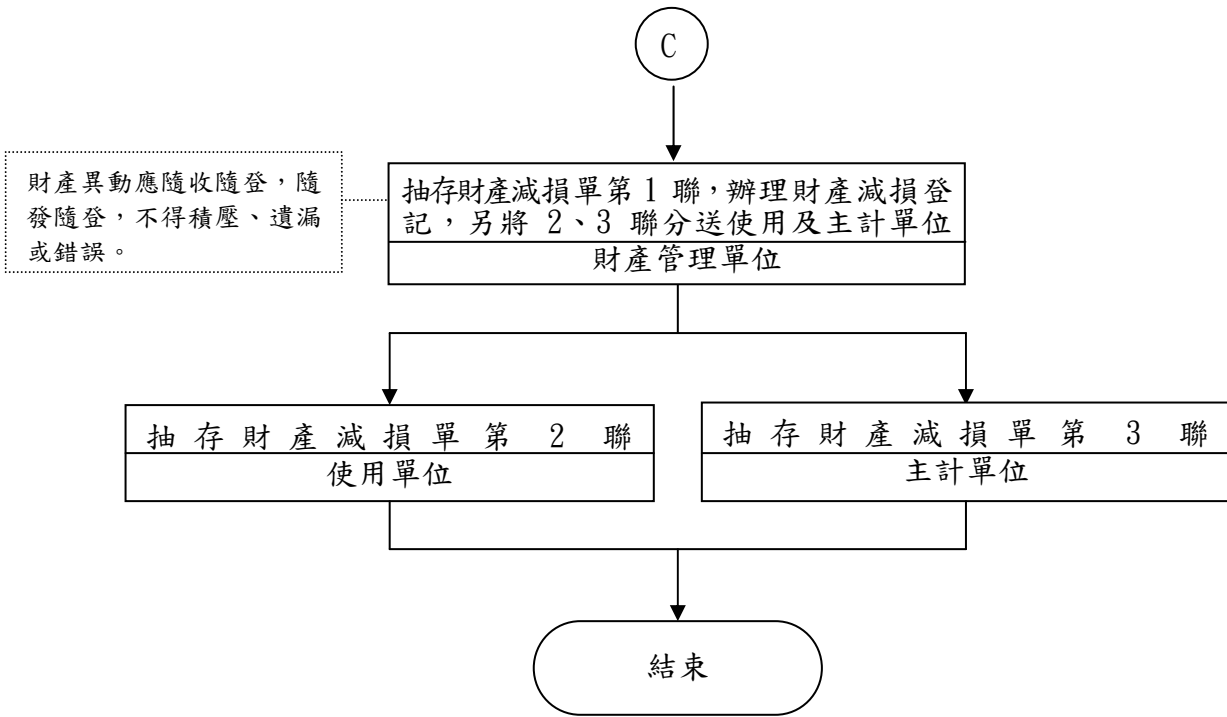 C
財產異動應隨收隨登，隨
發隨登，不得積壓、遺漏
或錯誤。
抽存財產減損單第1聯，辦理財產減損登
記，另將 2、3 聯分送使用及主計單位
財產管理單位
抽存財產減損單第 2 聯
使用單位
抽存財產減損單第 3 聯
主計單位
結束